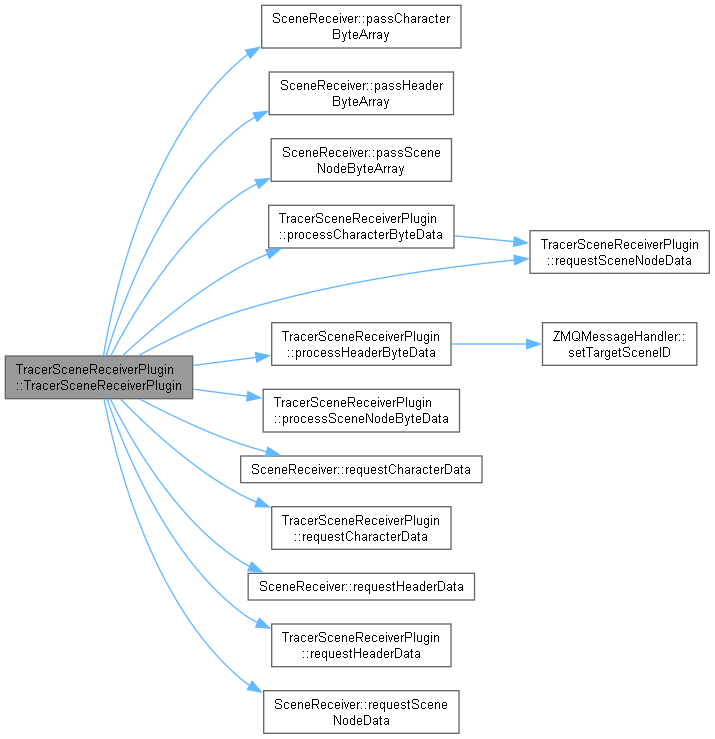 SceneReceiver::passCharacter
ByteArray
SceneReceiver::passHeader
ByteArray
SceneReceiver::passScene
NodeByteArray
TracerSceneReceiverPlugin
::processCharacterByteData
TracerSceneReceiverPlugin
::requestSceneNodeData
TracerSceneReceiverPlugin
::processHeaderByteData
ZMQMessageHandler::
setTargetSceneID
TracerSceneReceiverPlugin
::TracerSceneReceiverPlugin
TracerSceneReceiverPlugin
::processSceneNodeByteData
SceneReceiver::requestCharacterData
TracerSceneReceiverPlugin
::requestCharacterData
SceneReceiver::requestHeaderData
TracerSceneReceiverPlugin
::requestHeaderData
SceneReceiver::requestScene
NodeData